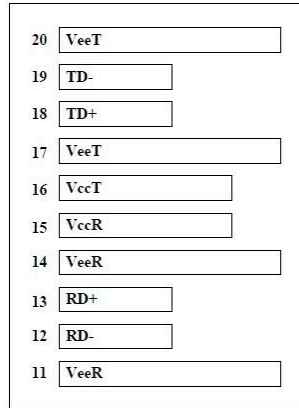 20 VeeT
19 TD-
18 TD+
17 VeeT
16 VccT
15 VccR
14 VeeR
13 RD+
12 RD-
11 VeeR